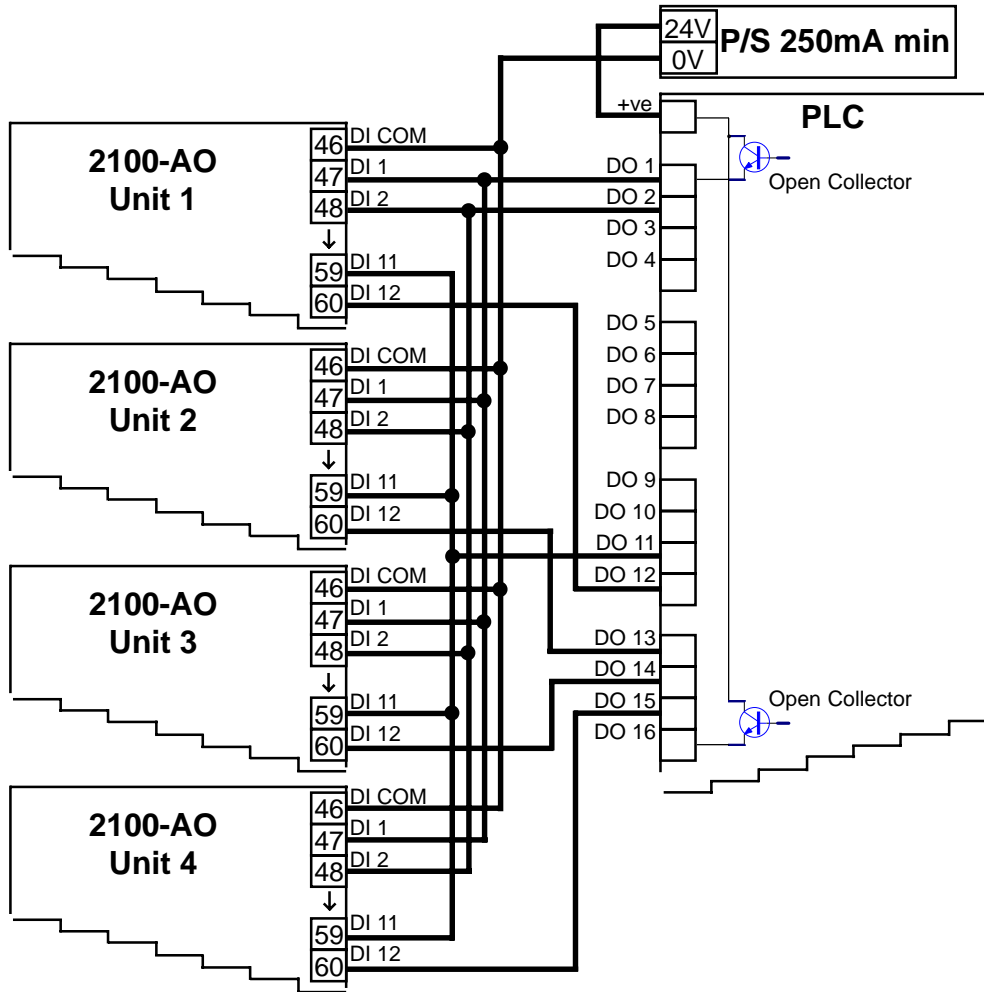 24V
P/S 250mA min
0V
+ve
PLC
2100-AO
Unit 1
46 DI COM
47 DI 1
48 DI 2
↓
59 DI 11
60 DI 12
DO 1
DO 2
DO 3
DO 4
Open Collector
2100-AO
Unit 2
46 DI COM
47 DI 1
48 DI 2
↓
59 DI 11
60 DI 12
DO 5
DO 6
DO 7
DO 8
DO 9
DO 10
DO 11
DO 12
2100-AO
Unit 3
46 DI COM
47 DI 1
48 DI 2
↓
59 DI 11
60 DI 12
DO 13
DO 14
DO 15
DO 16
Open Collector
2100-AO
Unit 4
46 DI COM
47 DI 1
48 DI 2
↓
59 DI 11
60 DI 12